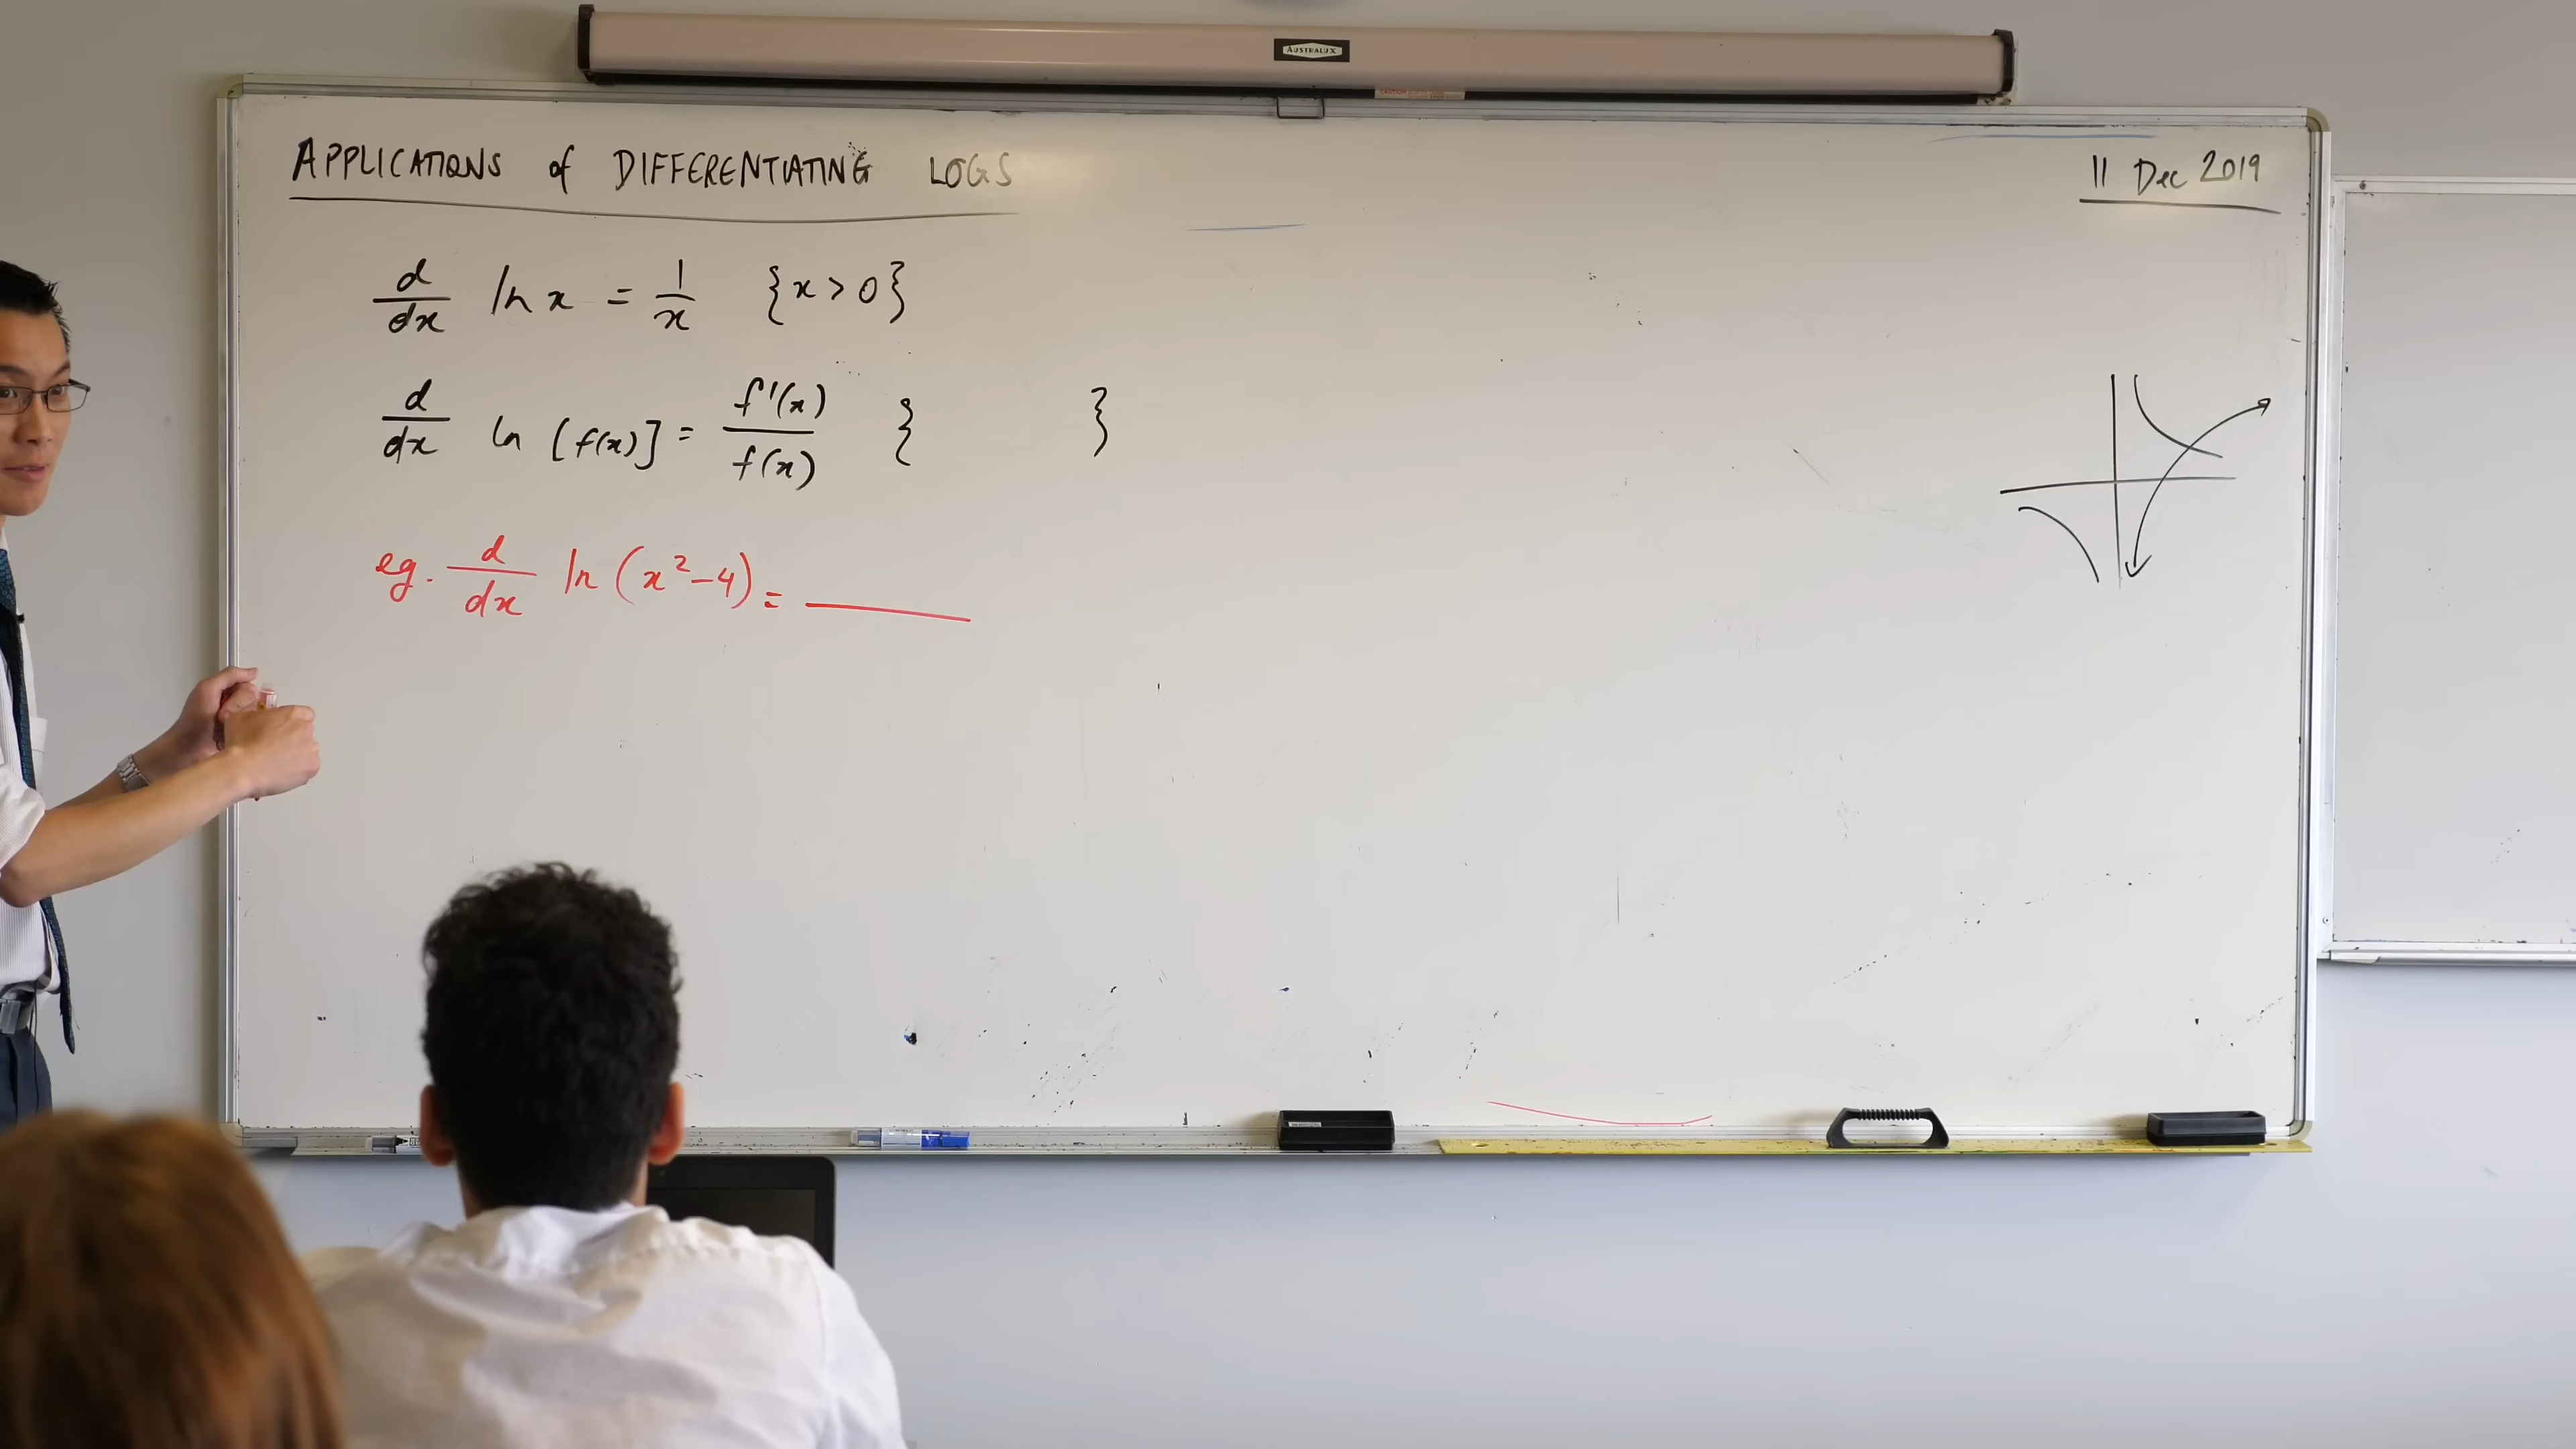 AUSTRALUX
APPLICATIONS of DIFFERENTIATING LOGS
11 Dec 2019
d/dx ln x = 1/x {x > 0}
d/dx ln [f(x)] = f'(x)/f(x) { }
eg. d/dx ln (x²-4) = ____